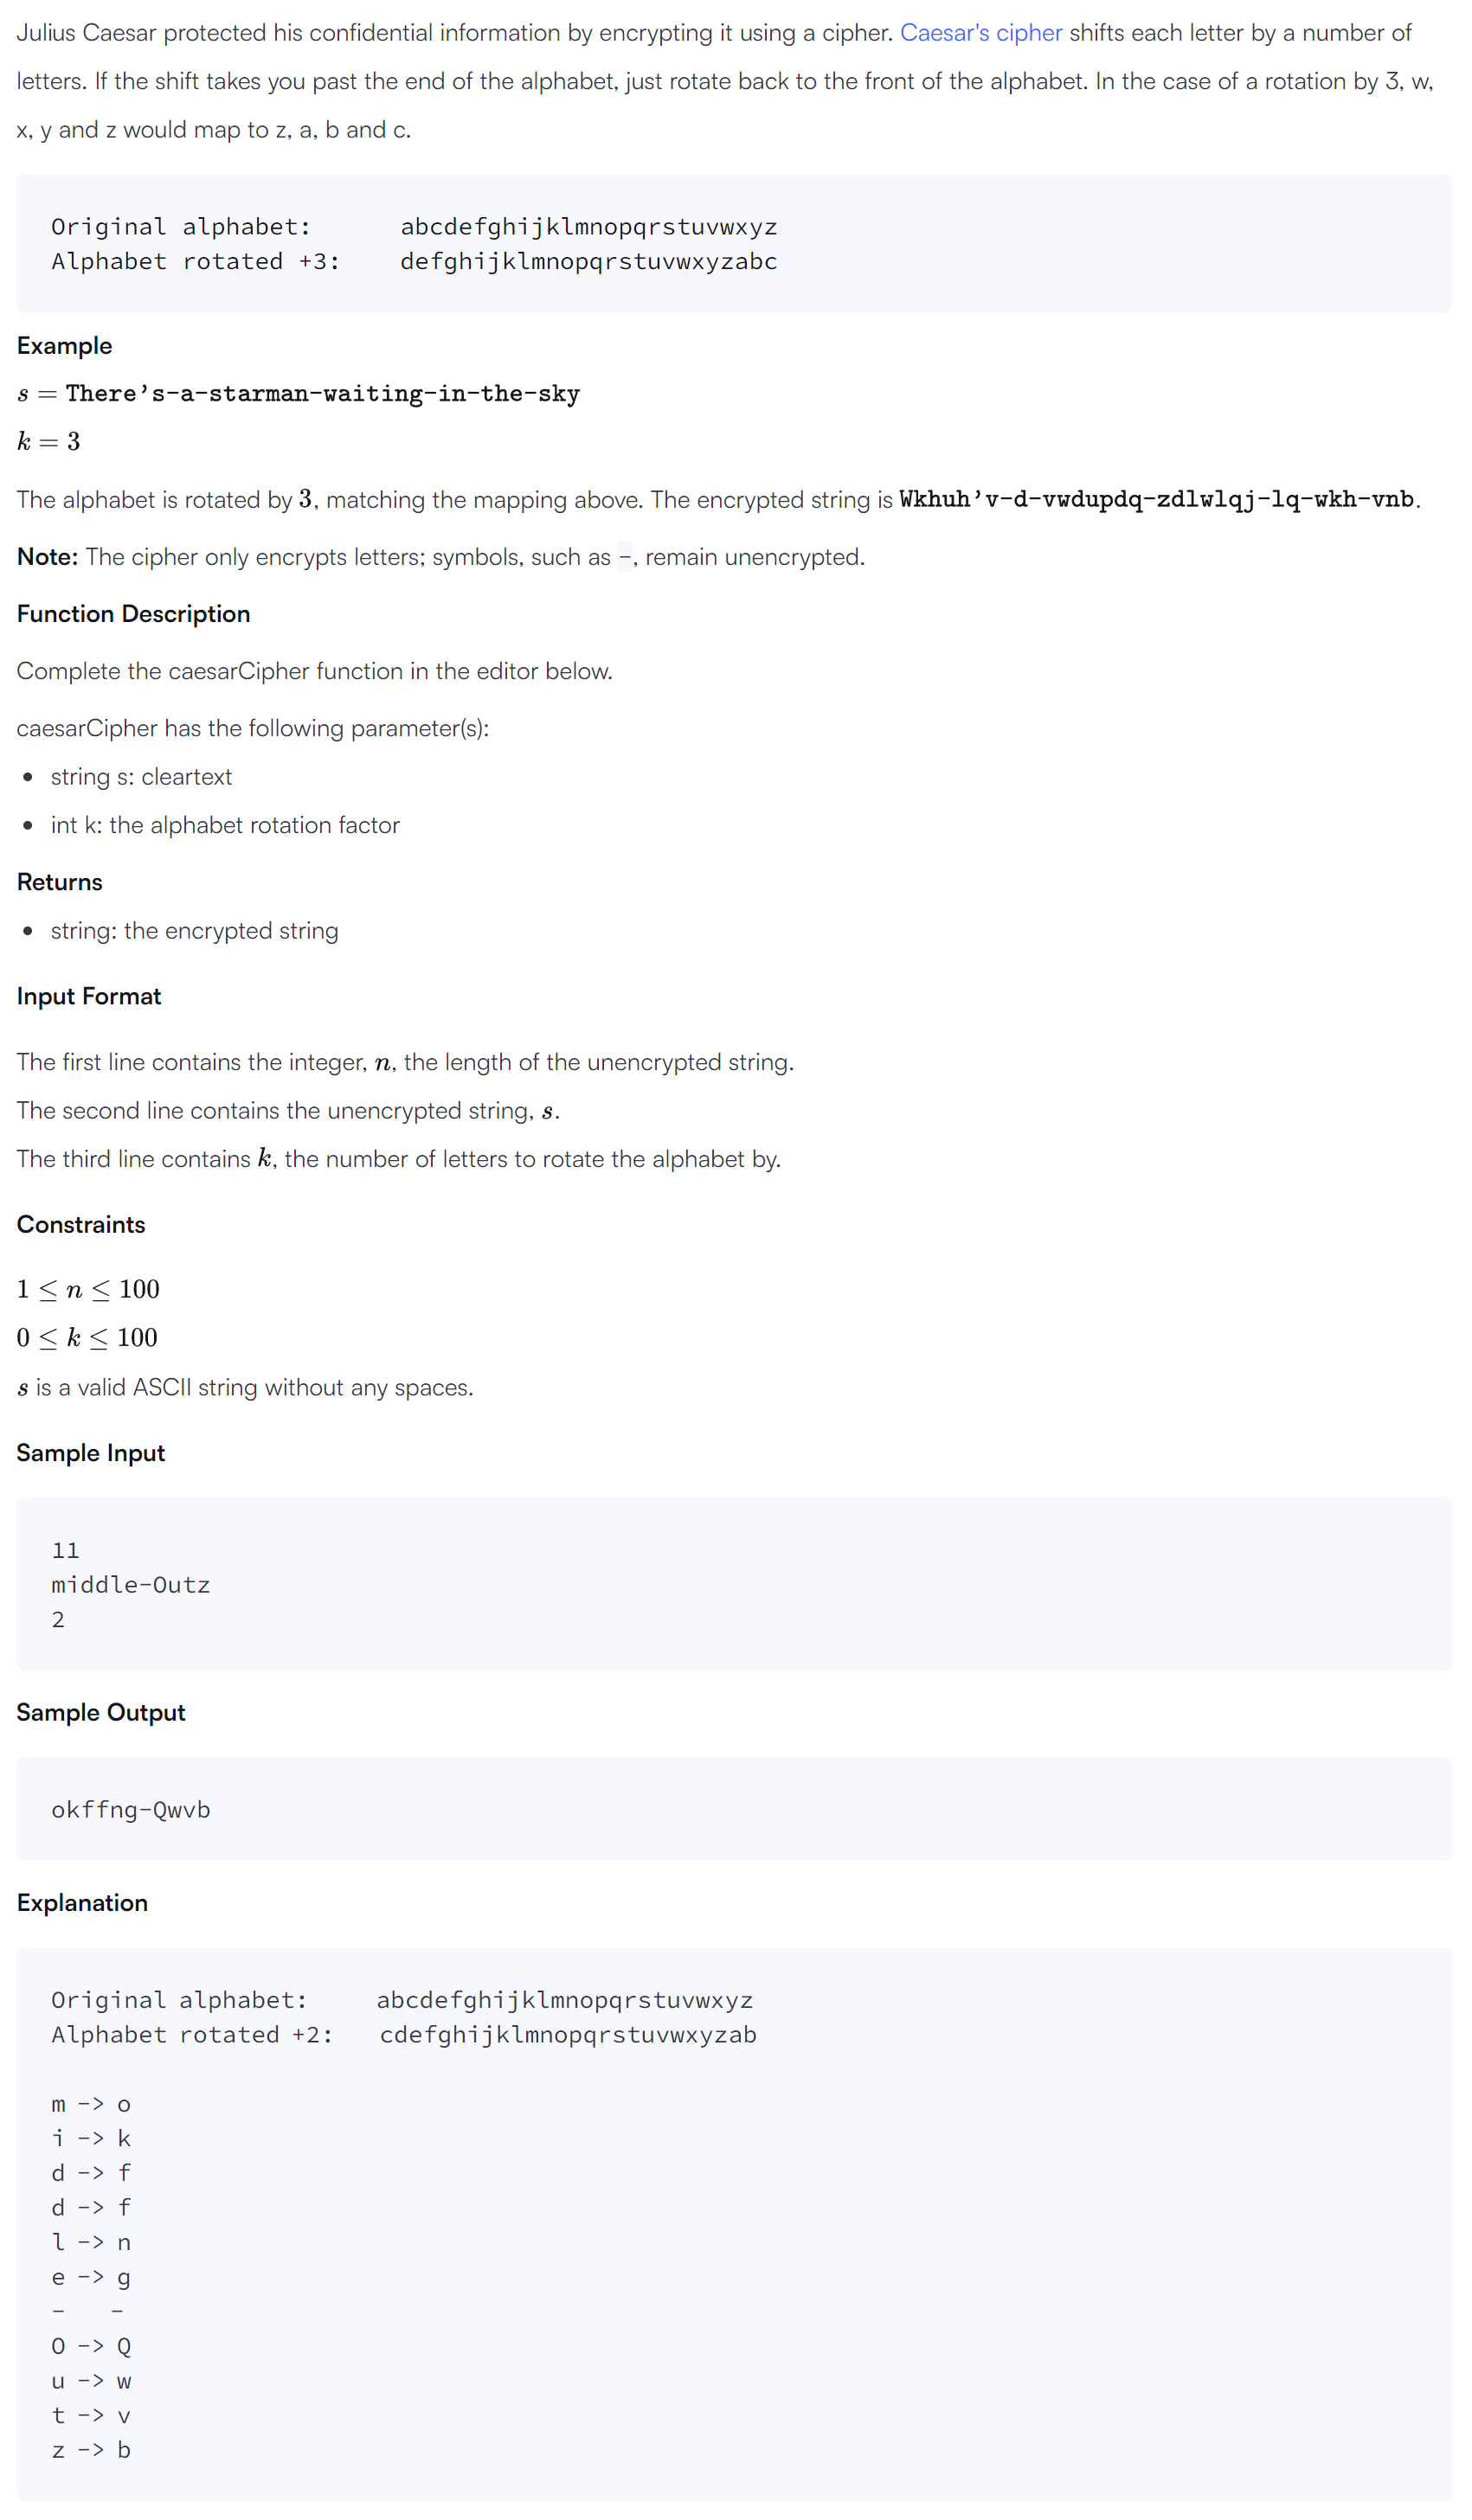 Julius Caesar protected his confidential information by encrypting it using a cipher. Caesar's cipher shifts each letter by a number of
letters. If the shift takes you past the end of the alphabet, just rotate back to the front of the alphabet. In the case of a rotation by 3, w,
x, y and z would map to z, a, b and c.
Original alphabet:      abcdefghijklmnopqrstuvwxyz
Alphabet rotated +3:    defghijklmnopqrstuvwxyzabc
Example
s = There's-a-starman-waiting-in-the-sky
k = 3
The alphabet is rotated by 3, matching the mapping above. The encrypted string is Wkhuh'v-d-vwdupdq-zdlwlqj-lq-wkh-vnb.
Note: The cipher only encrypts letters; symbols, such as -, remain unencrypted.
Function Description
Complete the caesarCipher function in the editor below.
caesarCipher has the following parameter(s):
• string s: cleartext
• int k: the alphabet rotation factor
Returns
• string: the encrypted string
Input Format
The first line contains the integer, n, the length of the unencrypted string.
The second line contains the unencrypted string, s.
The third line contains k, the number of letters to rotate the alphabet by.
Constraints
1 ≤ n ≤ 100
0 ≤ k ≤ 100
s is a valid ASCII string without any spaces.
Sample Input
11
middle-Outz
2
Sample Output
okffng-Qwvb
Explanation
Original alphabet:     abcdefghijklmnopqrstuvwxyz
Alphabet rotated +2:   cdefghijklmnopqrstuvwxyzab
m -> o
i -> k
d -> f
d -> f
l -> n
e -> g
-    -
O -> Q
u -> w
t -> v
z -> b